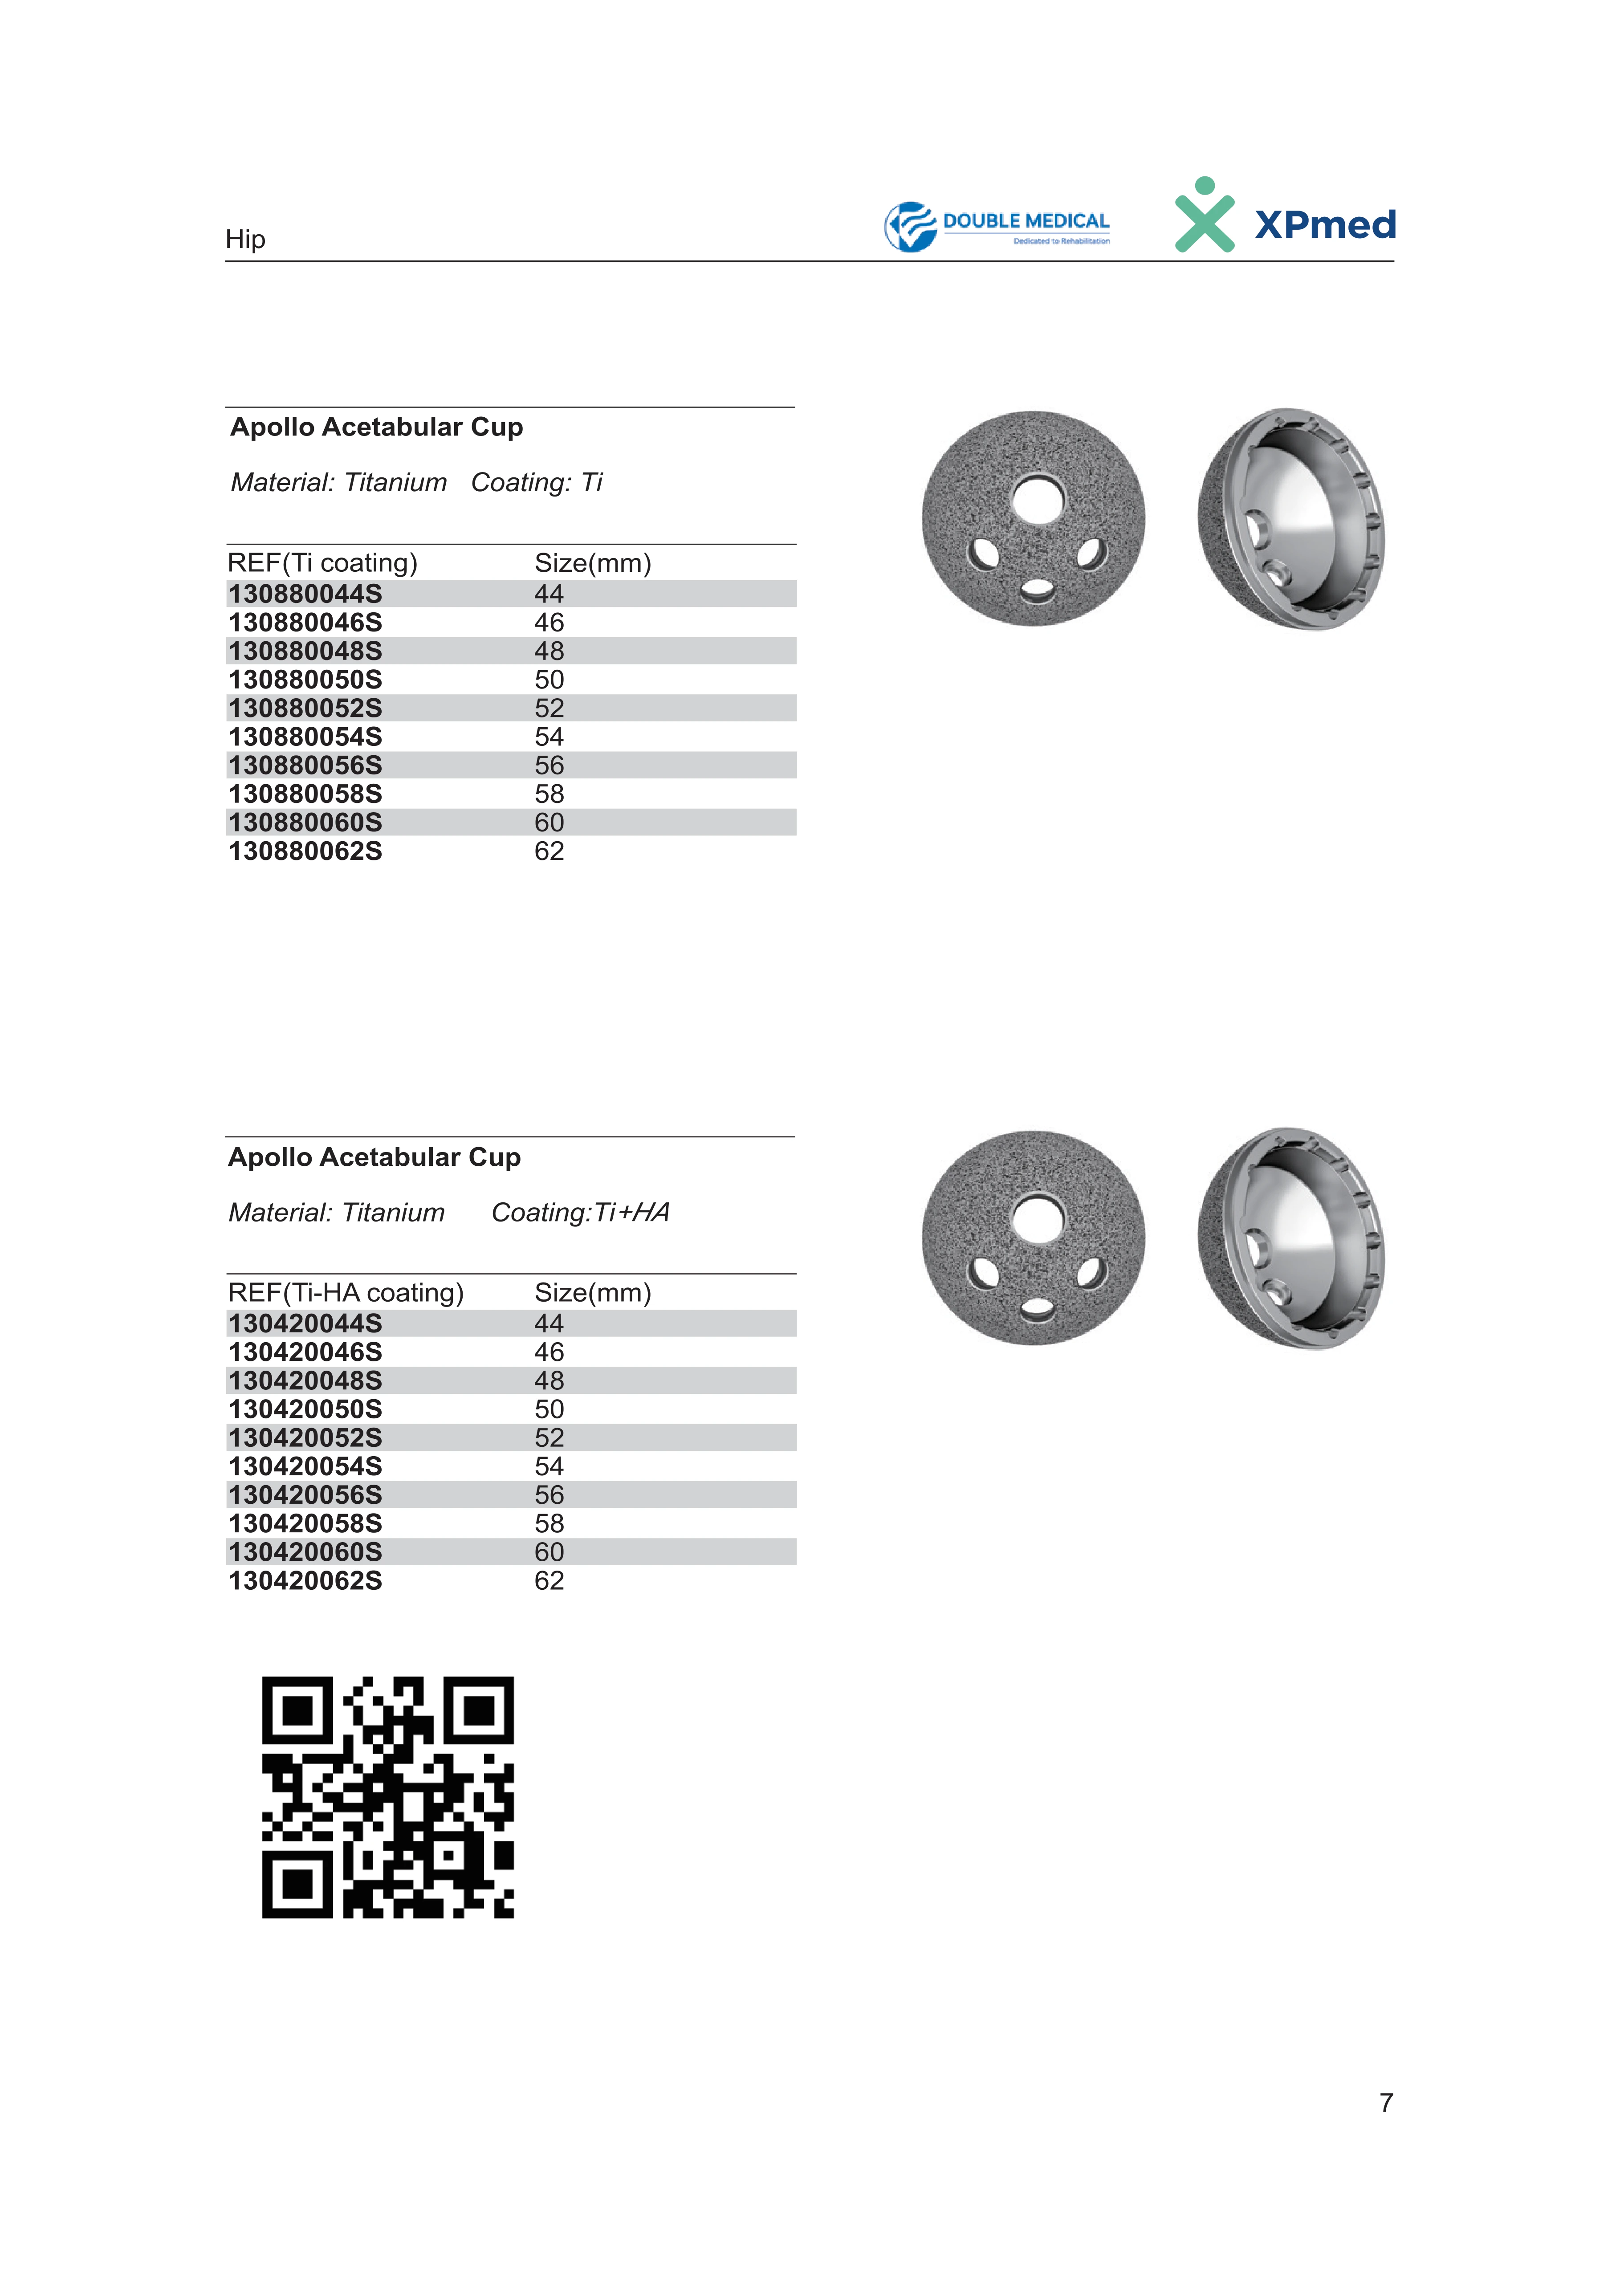 Hip
DOUBLE MEDICAL
Dedicated to Rehabilitation
XPmed
Apollo Acetabular Cup
Material: Titanium Coating: Ti
REF(Ti coating) Size(mm)
130880044S 44
130880046S 46
130880048S 48
130880050S 50
130880052S 52
130880054S 54
130880056S 56
130880058S 58
130880060S 60
130880062S 62
Apollo Acetabular Cup
Material: Titanium Coating:Ti+HA
REF(Ti-HA coating) Size(mm)
130420044S 44
130420046S 46
130420048S 48
130420050S 50
130420052S 52
130420054S 54
130420056S 56
130420058S 58
130420060S 60
130420062S 62
7